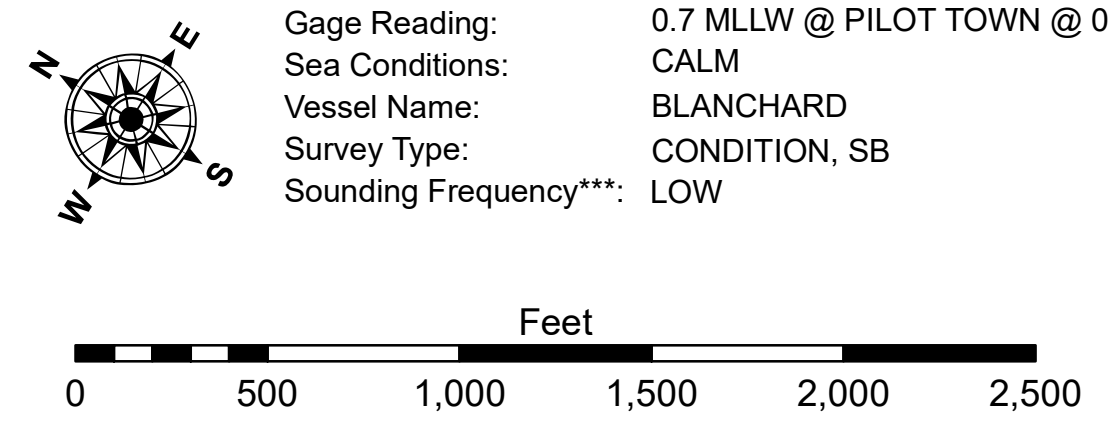 N
E
S
W
Gage Reading: 0.7 MLLW @ PILOT TOWN @ 0
Sea Conditions: CALM
Vessel Name: BLANCHARD
Survey Type: CONDITION, SB
Sounding Frequency***: LOW
Feet
0 500 1,000 1,500 2,000 2,500